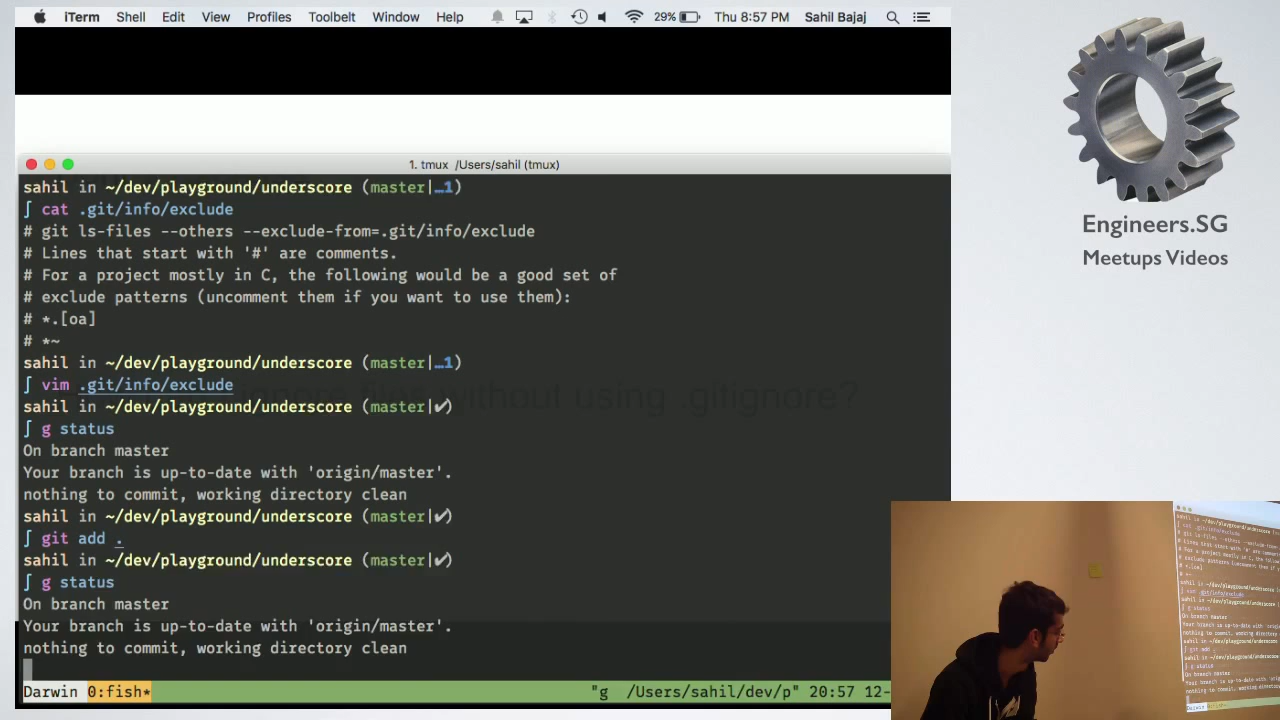 iTerm Shell Edit View Profiles Toolbelt Window Help 29% Thu 8:57 PM Sahil Bajaj
1. tmux /Users/sahil (tmux)
sahil in ~/dev/playground/underscore (master|…1)
∫ cat .git/info/exclude
# git ls-files --others --exclude-from=.git/info/exclude
# Lines that start with '#' are comments.
# For a project mostly in C, the following would be a good set of
# exclude patterns (uncomment them if you want to use them):
# *.[oa]
# *~
sahil in ~/dev/playground/underscore (master|…1)
∫ vim .git/info/exclude
ignore files without using .gitignore?
sahil in ~/dev/playground/underscore (master|✔)
∫ g status
On branch master
Your branch is up-to-date with 'origin/master'.
nothing to commit, working directory clean
sahil in ~/dev/playground/underscore (master|✔)
∫ git add .
sahil in ~/dev/playground/underscore (master|✔)
∫ g status
On branch master
Your branch is up-to-date with 'origin/master'.
nothing to commit, working directory clean
Darwin 0:fish* "g /Users/sahil/dev/p" 20:57 12-
Engineers.SG
Meetups Videos